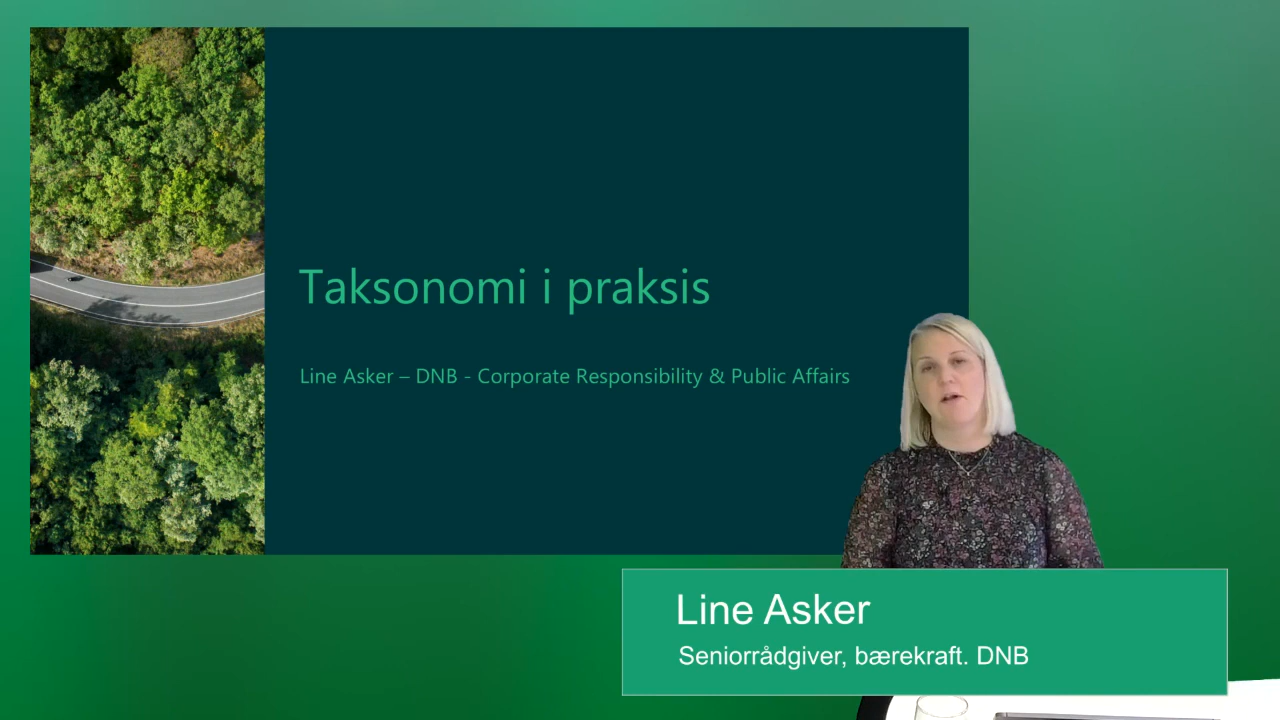 Taksonomi i praksis
Line Asker – DNB - Corporate Responsibility & Public Affairs
Line Asker
Seniorrådgiver, bærekraft. DNB